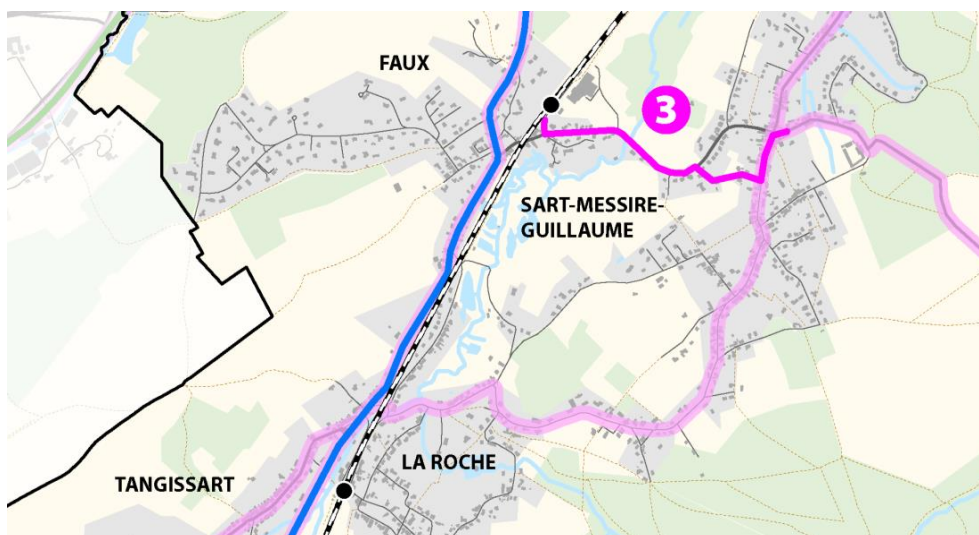 FAUX
3
SART-MESSIRE-
GUILLAUME
LA ROCHE
TANGISSART